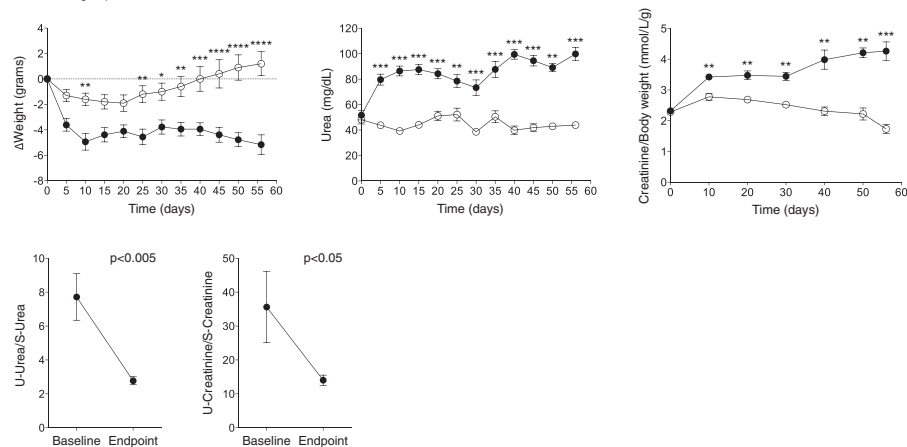 ΔWeight (grams)
4
2
0
-2
-4
-6
-8
** ** * ** *** **** **** ****
0 5 10 15 20 25 30 35 40 45 50 55 60
Time (days)
Urea (mg/dL)
120
100
80
60
40
20
0
*** *** *** *** ** *** *** *** ** ** ***
0 5 10 15 20 25 30 35 40 45 50 55 60
Time (days)
Creatinine/Body weight (mmol/L/g)
5
4
3
2
1
0
** ** ** ** ** ***
0 10 20 30 40 50 60
Time (days)
U-Urea/S-Urea
10
8
6
4
2
0
p<0.005
Baseline Endpoint
U-Creatinine/S-Creatinine
50
40
30
20
10
0
p<0.05
Baseline Endpoint